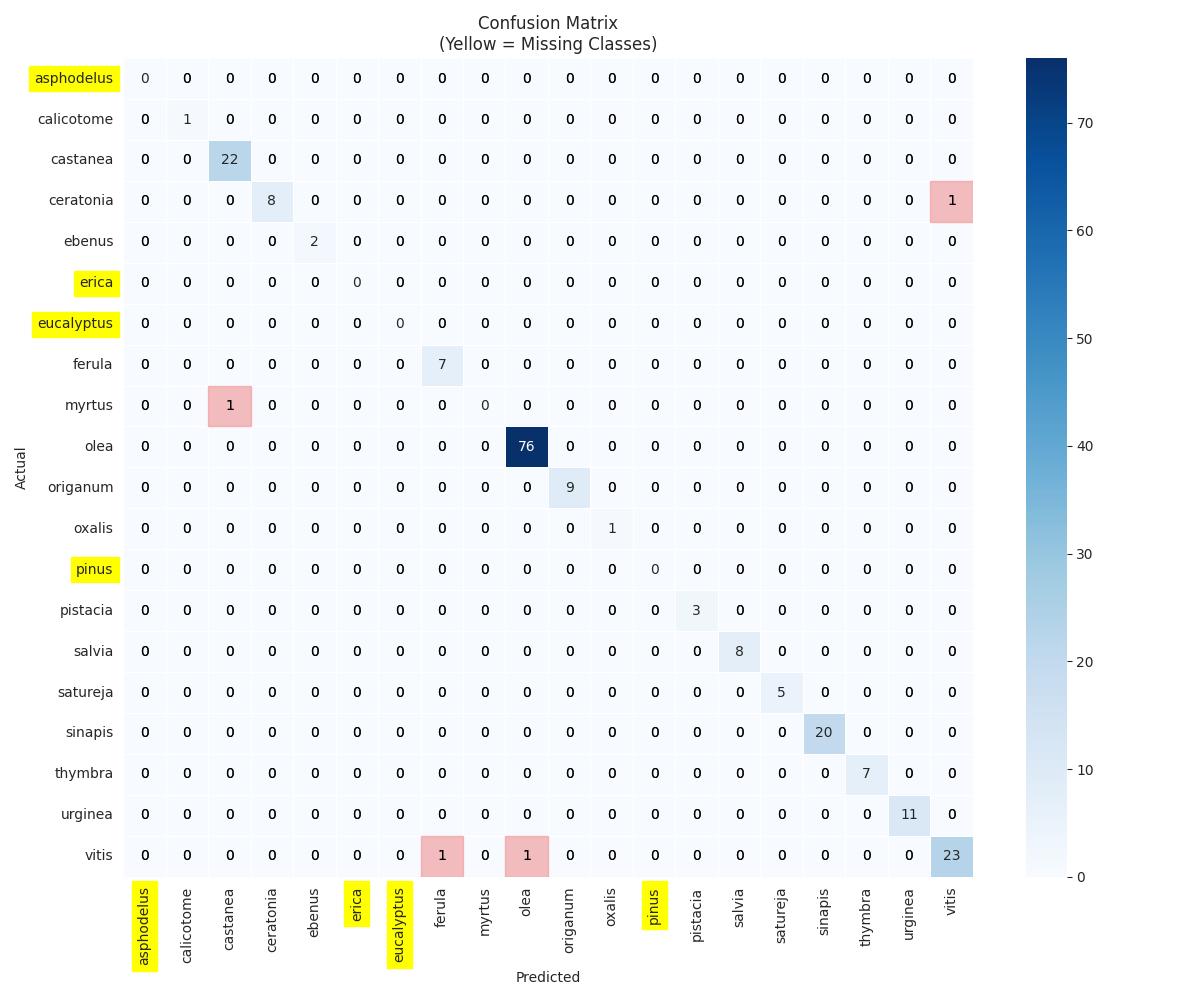 Confusion Matrix
(Yellow = Missing Classes)
asphodelus 0 0 0 0 0 0 0 0 0 0 0 0 0 0 0 0 0 0 0 0
calicotome 0 1 0 0 0 0 0 0 0 0 0 0 0 0 0 0 0 0 0 0
castanea 0 0 22 0 0 0 0 0 0 0 0 0 0 0 0 0 0 0 0 0
ceratonia 0 0 0 8 0 0 0 0 0 0 0 0 0 0 0 0 0 0 0 1
ebenus 0 0 0 0 2 0 0 0 0 0 0 0 0 0 0 0 0 0 0 0
erica 0 0 0 0 0 0 0 0 0 0 0 0 0 0 0 0 0 0 0 0
eucalyptus 0 0 0 0 0 0 0 0 0 0 0 0 0 0 0 0 0 0 0 0
ferula 0 0 0 0 0 0 0 7 0 0 0 0 0 0 0 0 0 0 0 0
myrtus 0 0 1 0 0 0 0 0 0 0 0 0 0 0 0 0 0 0 0 0
olea 0 0 0 0 0 0 0 0 0 76 0 0 0 0 0 0 0 0 0 0
origanum 0 0 0 0 0 0 0 0 0 0 9 0 0 0 0 0 0 0 0 0
oxalis 0 0 0 0 0 0 0 0 0 0 0 1 0 0 0 0 0 0 0 0
pinus 0 0 0 0 0 0 0 0 0 0 0 0 0 0 0 0 0 0 0 0
pistacia 0 0 0 0 0 0 0 0 0 0 0 0 0 3 0 0 0 0 0 0
salvia 0 0 0 0 0 0 0 0 0 0 0 0 0 0 8 0 0 0 0 0
satureja 0 0 0 0 0 0 0 0 0 0 0 0 0 0 0 5 0 0 0 0
sinapis 0 0 0 0 0 0 0 0 0 0 0 0 0 0 0 0 20 0 0 0
thymbra 0 0 0 0 0 0 0 0 0 0 0 0 0 0 0 0 0 7 0 0
urginea 0 0 0 0 0 0 0 0 0 0 0 0 0 0 0 0 0 0 11 0
vitis 0 0 0 0 0 0 0 1 0 1 0 0 0 0 0 0 0 0 0 23
Actual
asphodelus
calicotome
castanea
ceratonia
ebenus
erica
eucalyptus
ferula
myrtus
olea
origanum
oxalis
pinus
pistacia
salvia
satureja
sinapis
thymbra
urginea
vitis
Predicted
70
60
50
40
30
20
10
0